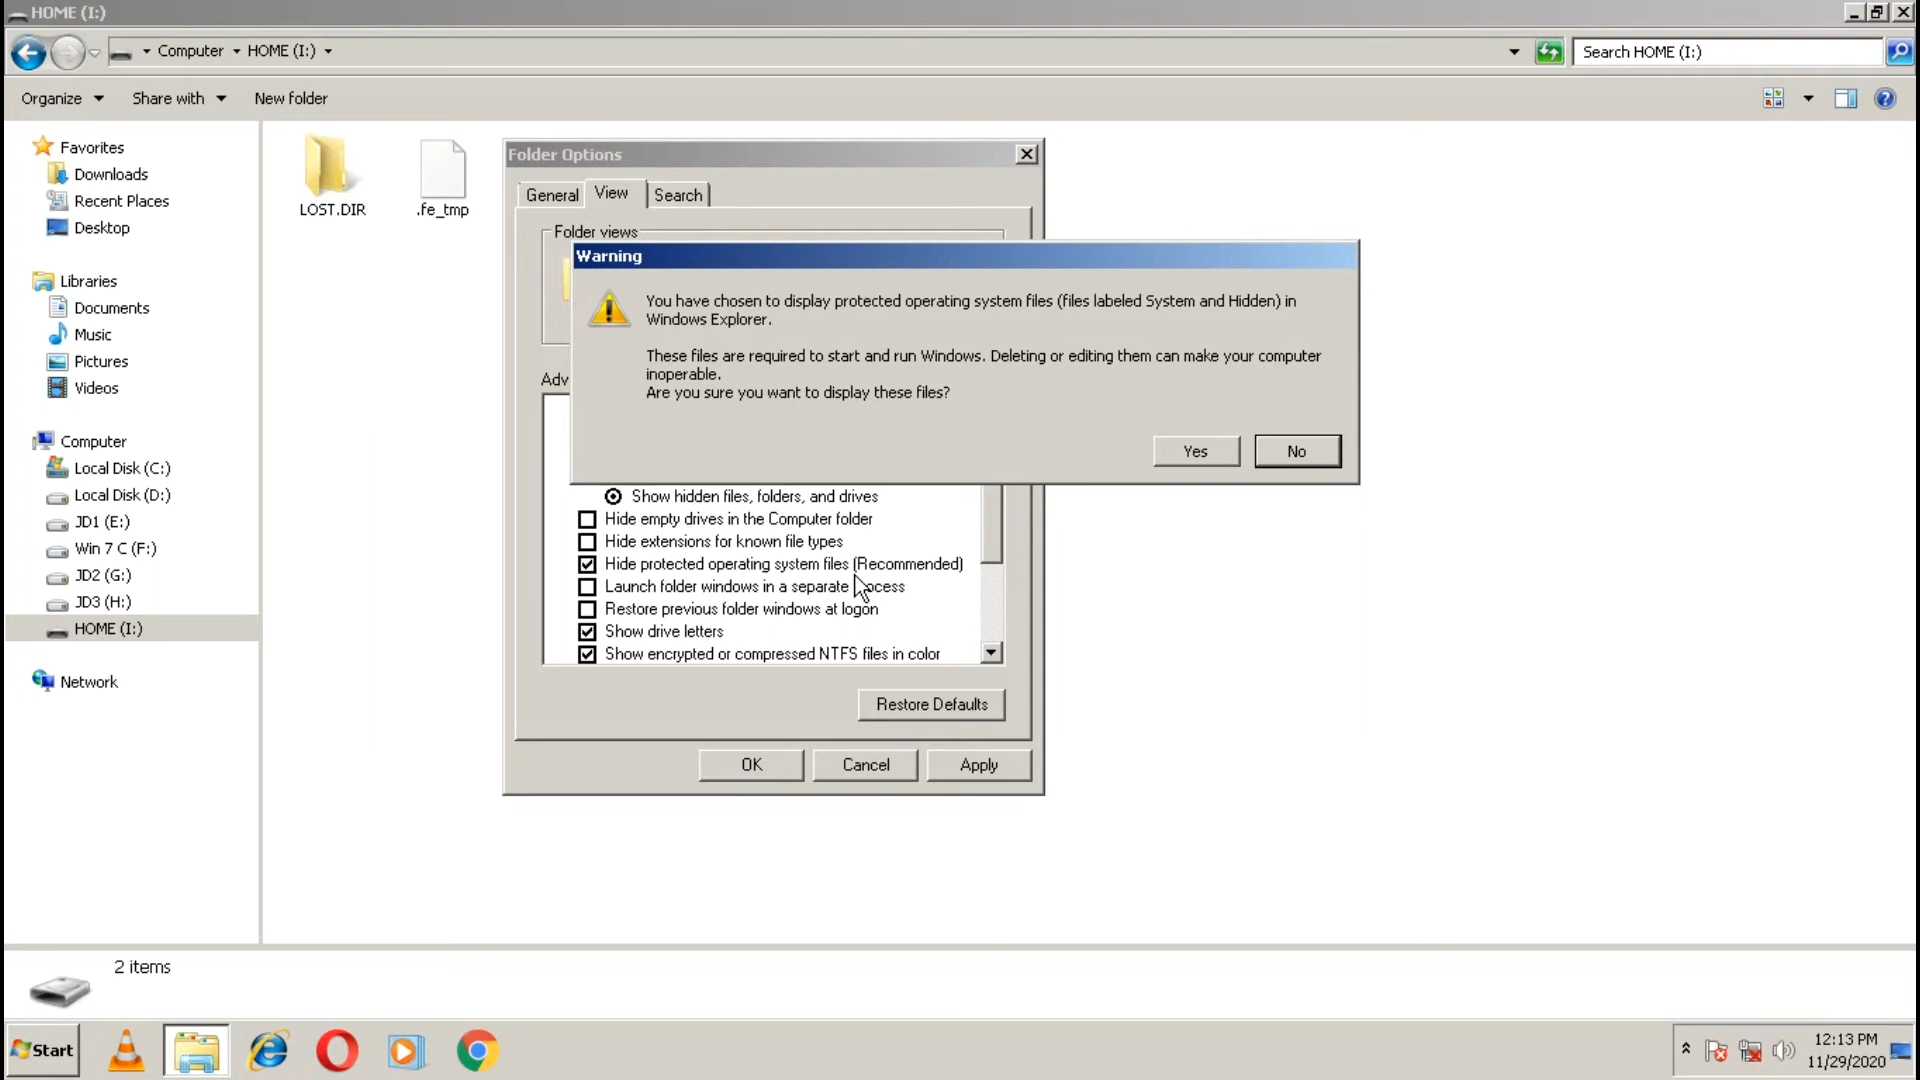 HOME (I:)
Computer HOME (I:)
Search HOME (I:)
Organize Share with New folder
Favorites
Downloads
Recent Places
Desktop
Libraries
Documents
Music
Pictures
Videos
Computer
Local Disk (C:)
Local Disk (D:)
JD1 (E:)
Win 7 C (F:)
JD2 (G:)
JD3 (H:)
HOME (I:)
Network
LOST.DIR
.fe_tmp
Folder Options
General View Search
Folder views
Warning
You have chosen to display protected operating system files (files labeled System and Hidden) in
Windows Explorer.
These files are required to start and run Windows. Deleting or editing them can make your computer
inoperable.
Are you sure you want to display these files?
Yes No
Adv
Show hidden files, folders, and drives
Hide empty drives in the Computer folder
Hide extensions for known file types
Hide protected operating system files (Recommended)
Launch folder windows in a separate process
Restore previous folder windows at logon
Show drive letters
Show encrypted or compressed NTFS files in color
Restore Defaults
OK Cancel Apply
2 items
Start
12:13 PM
11/29/2020